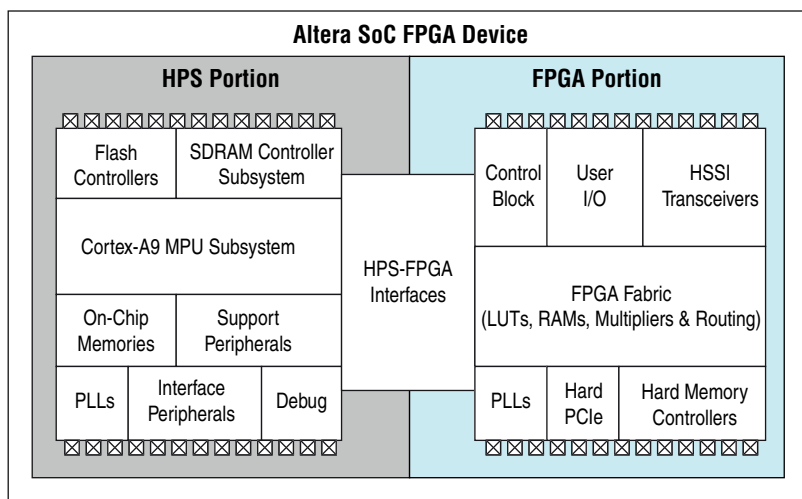 Altera SoC FPGA Device
HPS Portion
FPGA Portion
Flash
Controllers
SDRAM Controller
Subsystem
Cortex-A9 MPU Subsystem
On-Chip
Memories
Support
Peripherals
PLLs
Interface
Peripherals
Debug
HPS-FPGA
Interfaces
Control
Block
User
I/O
HSSI
Transceivers
FPGA Fabric
(LUTs, RAMs, Multipliers & Routing)
PLLs
Hard
PCIe
Hard Memory
Controllers